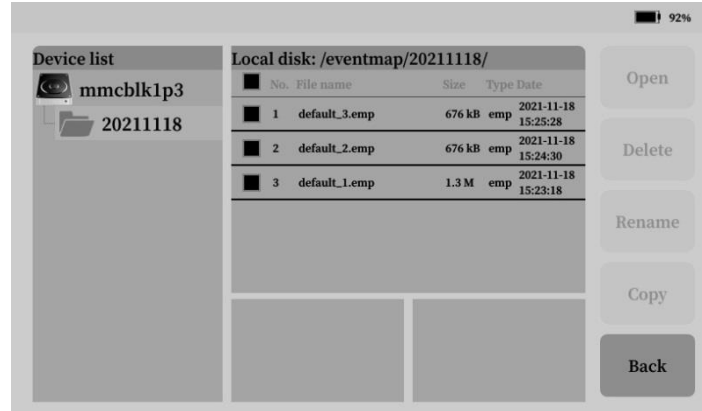 92%
Device list
mmcblk1p3
20211118
Local disk: /eventmap/20211118/
No. File name Size Type Date
1 default_3.emp 676 kB emp 2021-11-18 15:25:28
2 default_2.emp 676 kB emp 2021-11-18 15:24:30
3 default_1.emp 1.3 M emp 2021-11-18 15:23:18
Open
Delete
Rename
Copy
Back